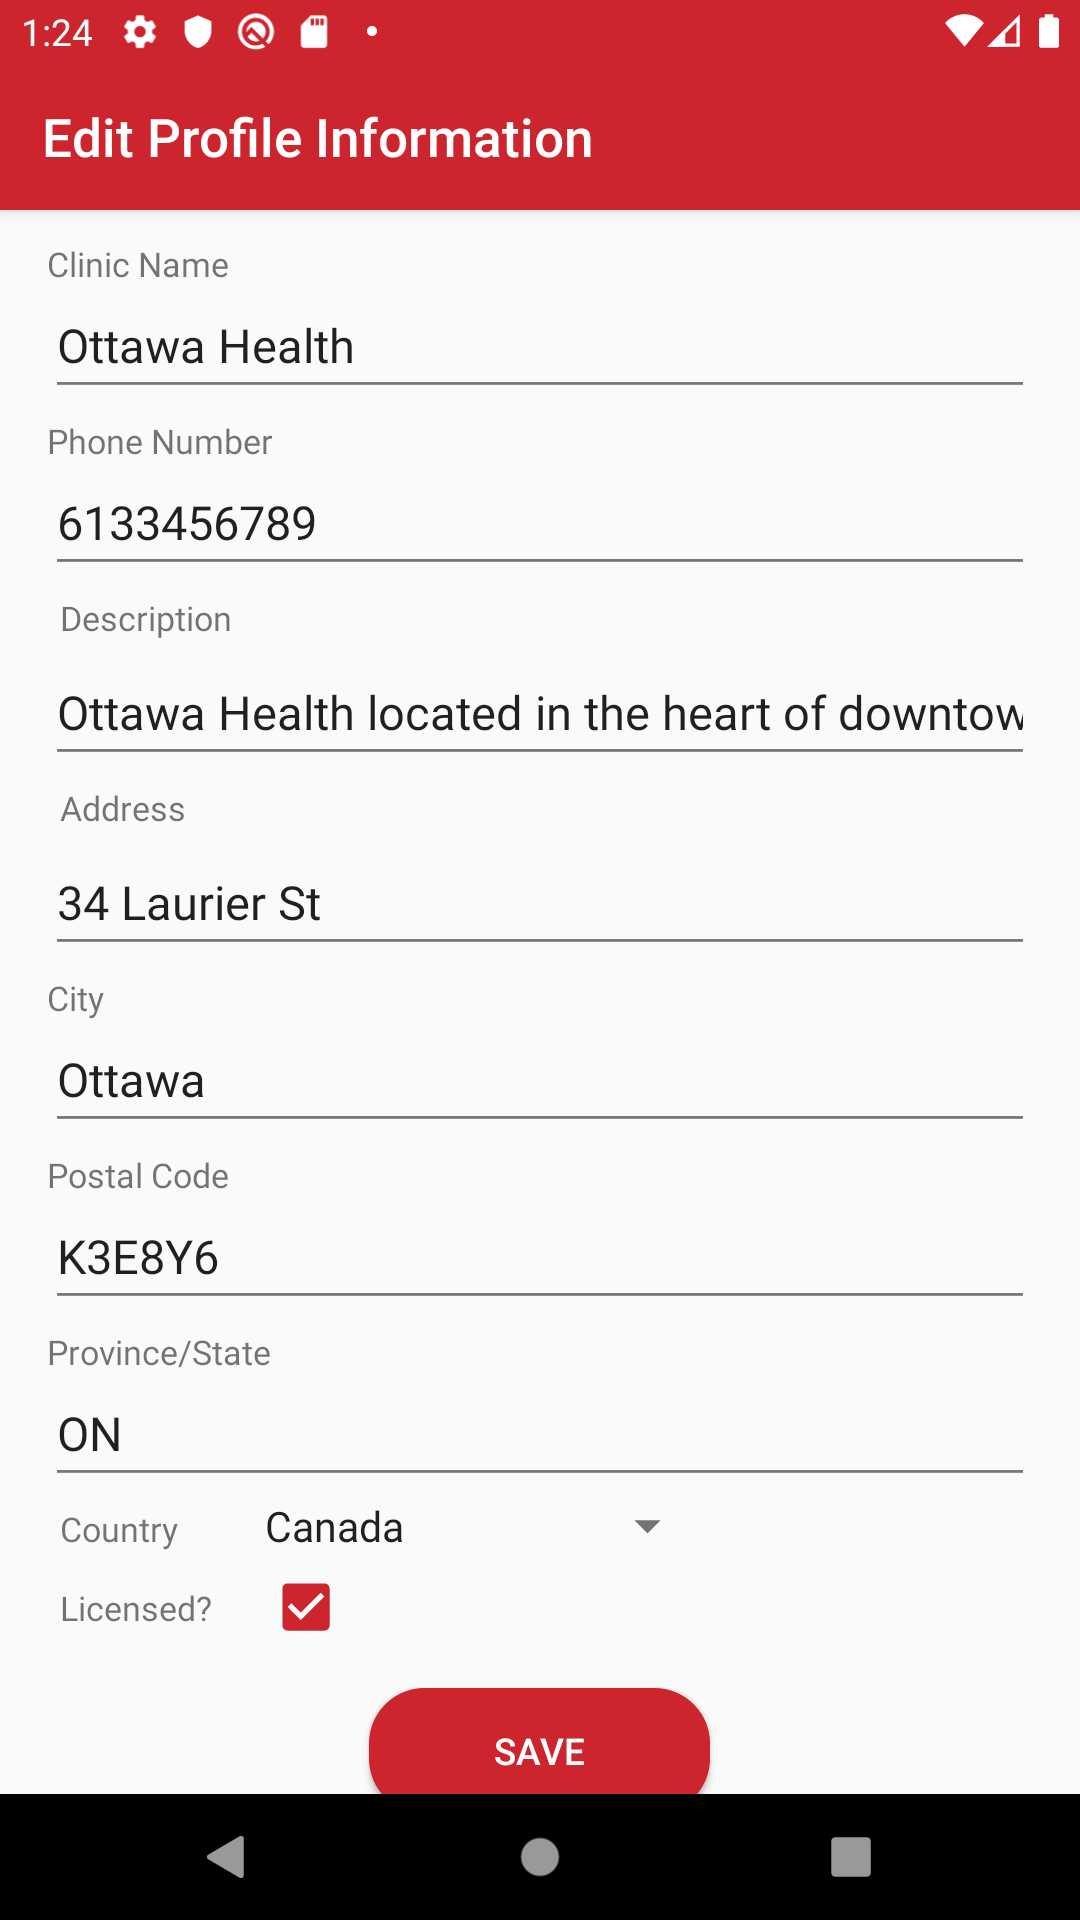 1:24
Edit Profile Information
Clinic Name
Ottawa Health
Phone Number
6133456789
Description
Ottawa Health located in the heart of downtow
Address
34 Laurier St
City
Ottawa
Postal Code
K3E8Y6
Province/State
ON
Country Canada
Licensed?
SAVE